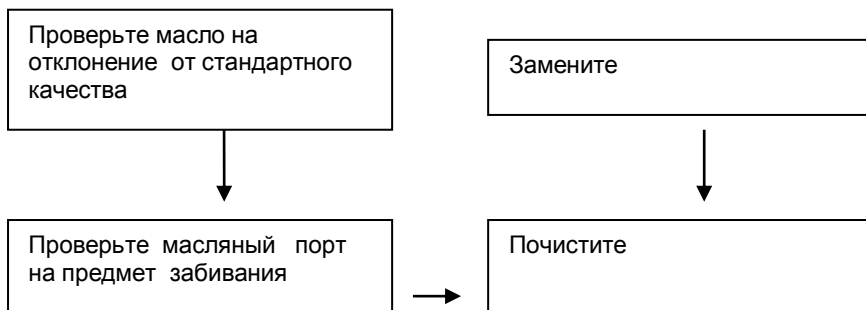 Проверьте масло на
отклонение от стандартного
качества
Замените
Проверьте масляный порт
на предмет забивания
Почистите